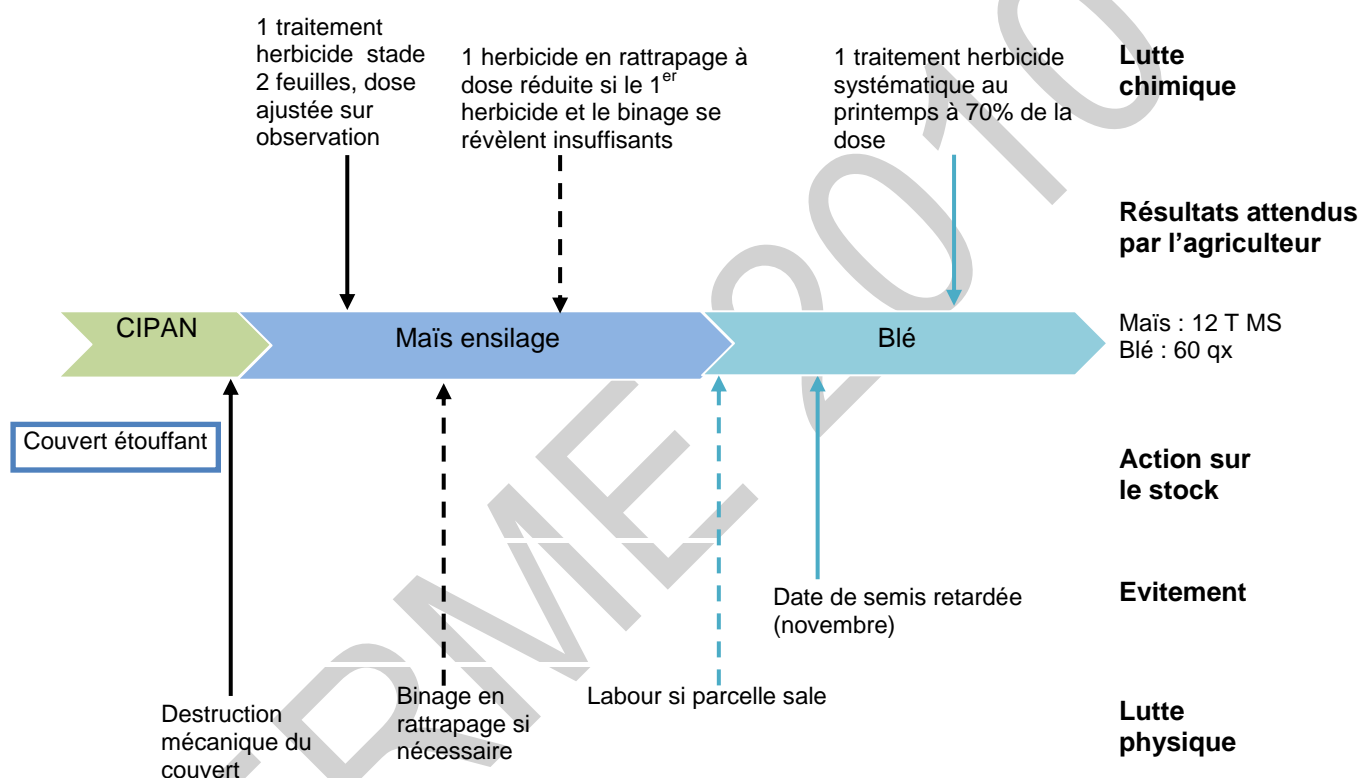 1 traitement
herbicide stade
2 feuilles, dose
ajustée sur
observation
1 herbicide en rattrapage à
dose réduite si le 1er
herbicide et le binage se
révèlent insuffisants
1 traitement herbicide
systématique au
printemps à 70% de la
dose
Lutte
chimique
Résultats attendus
par l’agriculteur
CIPAN
Maïs ensilage
Blé
Maïs : 12 T MS
Blé : 60 qx
Couvert étouffant
Action sur
le stock
Date de semis retardée
(novembre)
Evitement
Destruction
mécanique du
couvert
Binage en
rattrapage si
nécessaire
Labour si parcelle sale
Lutte
physique
RME 2010